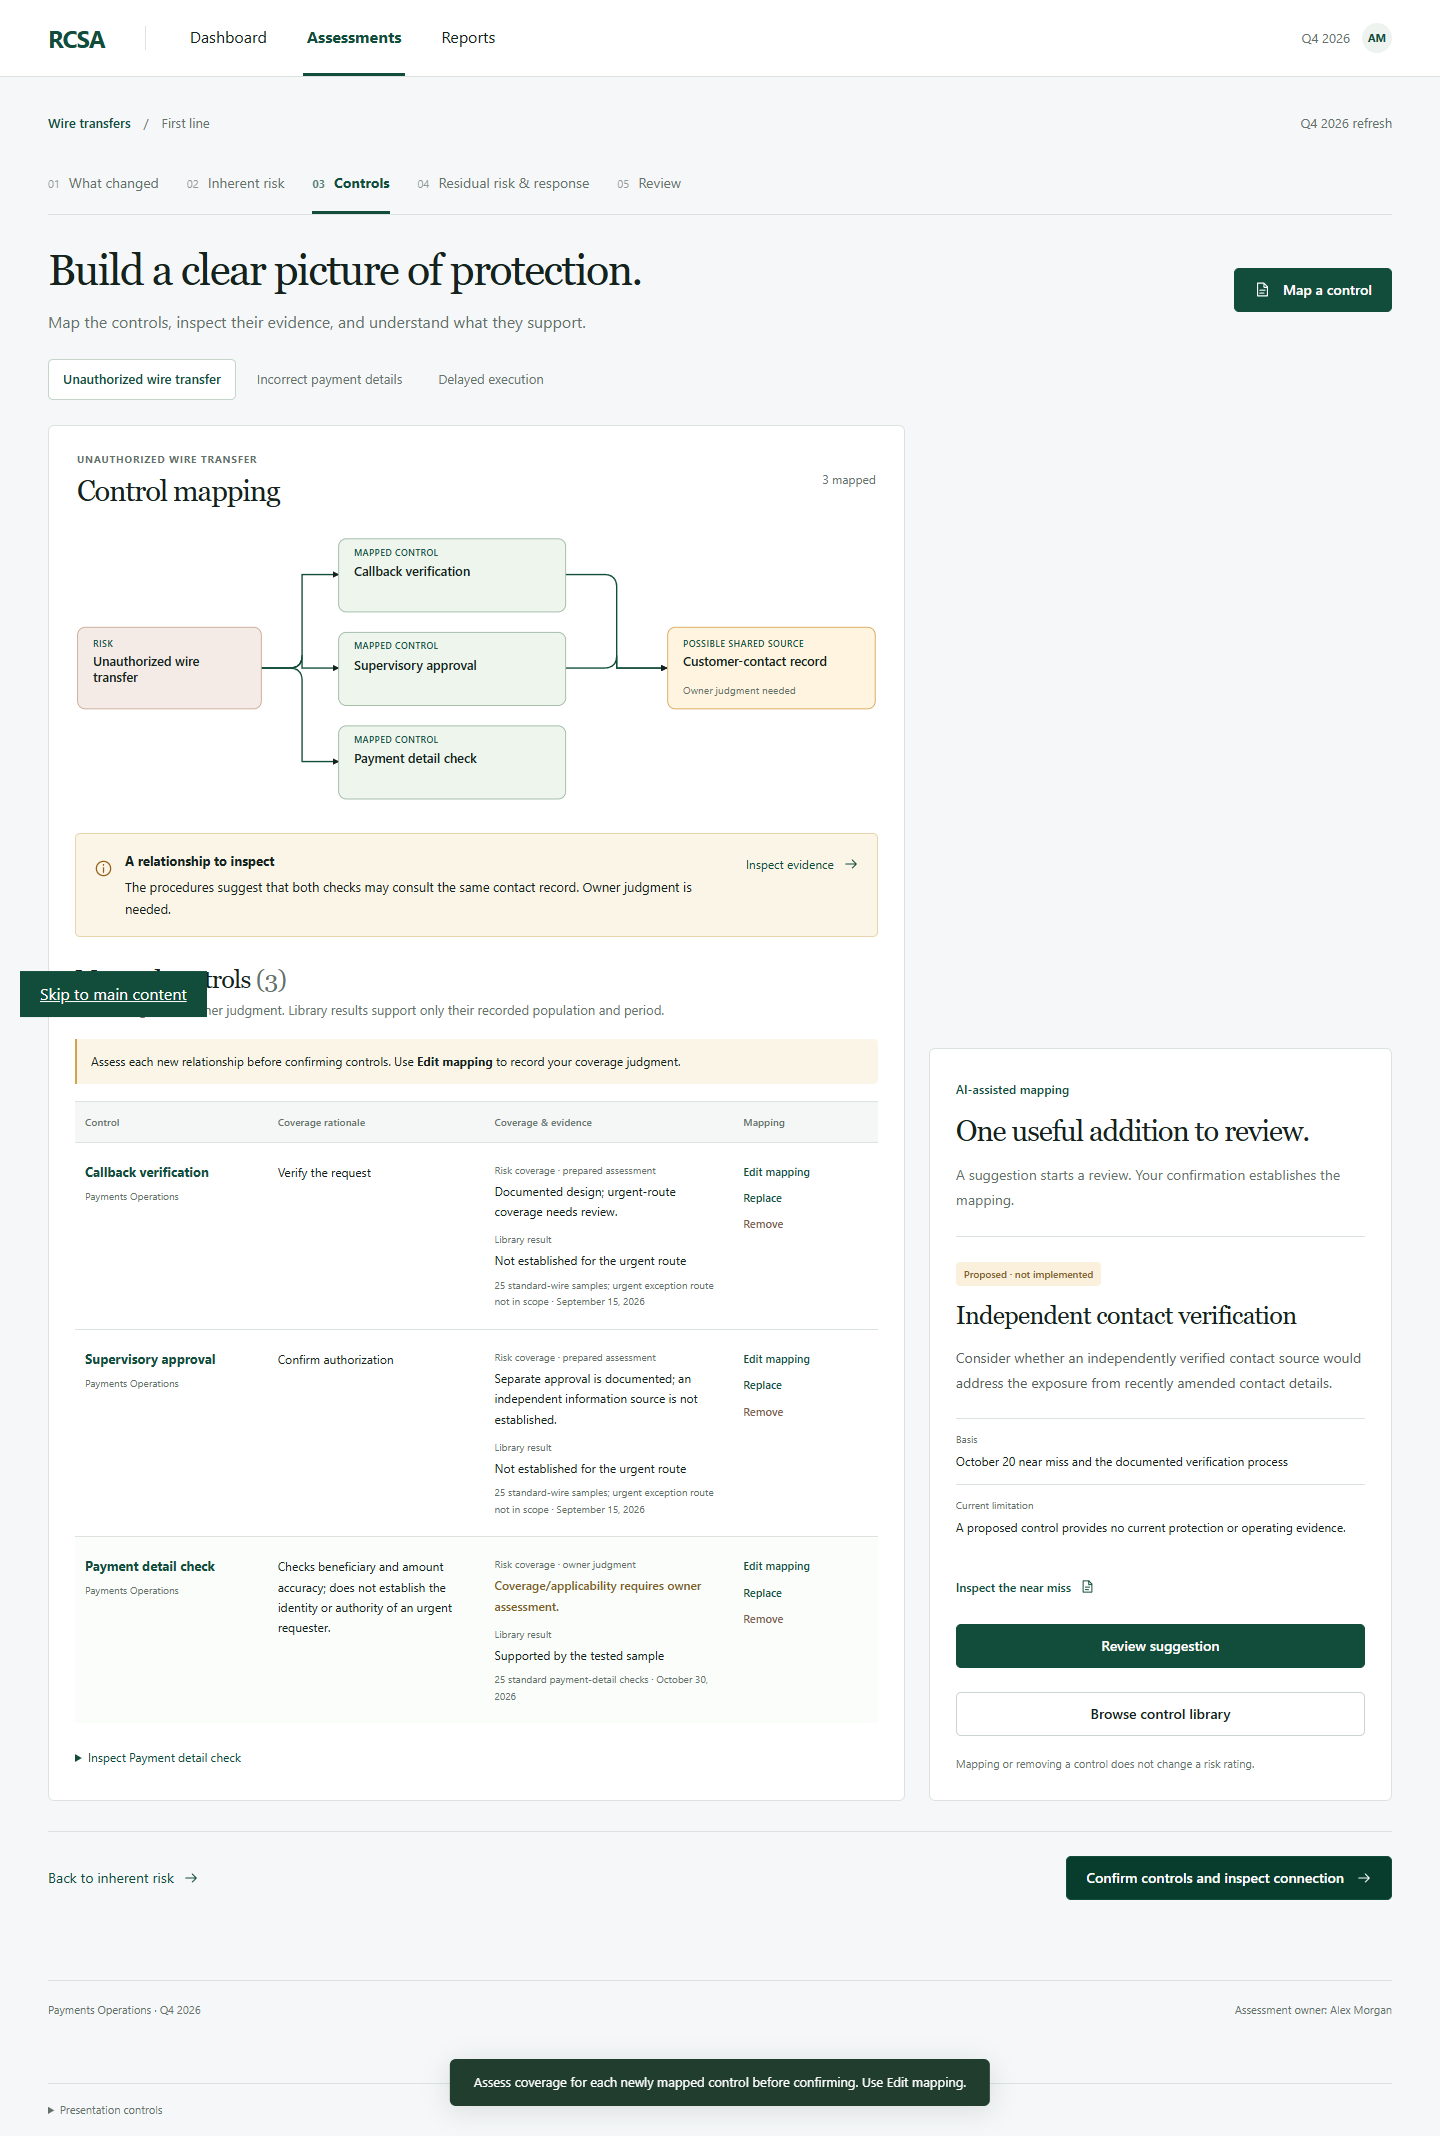 RCSA
Dashboard
Assessments
Reports
Q4 2026
AM
Wire transfers / First line
Q4 2026 refresh
01 What changed
02 Inherent risk
03 Controls
04 Residual risk & response
05 Review
Build a clear picture of protection.
Map the controls, inspect their evidence, and understand what they support.
Map a control
Unauthorized wire transfer
Incorrect payment details
Delayed execution
UNAUTHORIZED WIRE TRANSFER
Control mapping
3 mapped
MAPPED CONTROL
Callback verification
RISK
Unauthorized wire
transfer
MAPPED CONTROL
Supervisory approval
POSSIBLE SHARED SOURCE
Customer-contact record
Owner judgment needed
MAPPED CONTROL
Payment detail check
A relationship to inspect
The procedures suggest that both checks may consult the same contact record. Owner judgment is
needed.
Inspect evidence
trols (3)
Skip to main content
ner judgment. Library results support only their recorded population and period.
Assess each new relationship before confirming controls. Use Edit mapping to record your coverage judgment.
Control
Coverage rationale
Coverage & evidence
Mapping
Callback verification
Payments Operations
Verify the request
Risk coverage · prepared assessment
Documented design; urgent-route
coverage needs review.
Library result
Not established for the urgent route
25 standard-wire samples; urgent exception route
not in scope · September 15, 2026
Edit mapping
Replace
Remove
Supervisory approval
Payments Operations
Confirm authorization
Risk coverage · prepared assessment
Separate approval is documented; an
independent information source is not
established.
Library result
Not established for the urgent route
25 standard-wire samples; urgent exception route
not in scope · September 15, 2026
Edit mapping
Replace
Remove
Payment detail check
Payments Operations
Checks beneficiary and amount
accuracy; does not establish the
identity or authority of an urgent
requester.
Risk coverage · owner judgment
Coverage/applicability requires owner
assessment.
Library result
Supported by the tested sample
25 standard payment-detail checks · October 30,
2026
Edit mapping
Replace
Remove
Inspect Payment detail check
AI-assisted mapping
One useful addition to review.
A suggestion starts a review. Your confirmation establishes the
mapping.
Proposed · not implemented
Independent contact verification
Consider whether an independently verified contact source would
address the exposure from recently amended contact details.
Basis
October 20 near miss and the documented verification process
Current limitation
A proposed control provides no current protection or operating evidence.
Inspect the near miss
Review suggestion
Browse control library
Mapping or removing a control does not change a risk rating.
Back to inherent risk
Confirm controls and inspect connection
Payments Operations · Q4 2026
Assessment owner: Alex Morgan
Assess coverage for each newly mapped control before confirming. Use Edit mapping.
Presentation controls